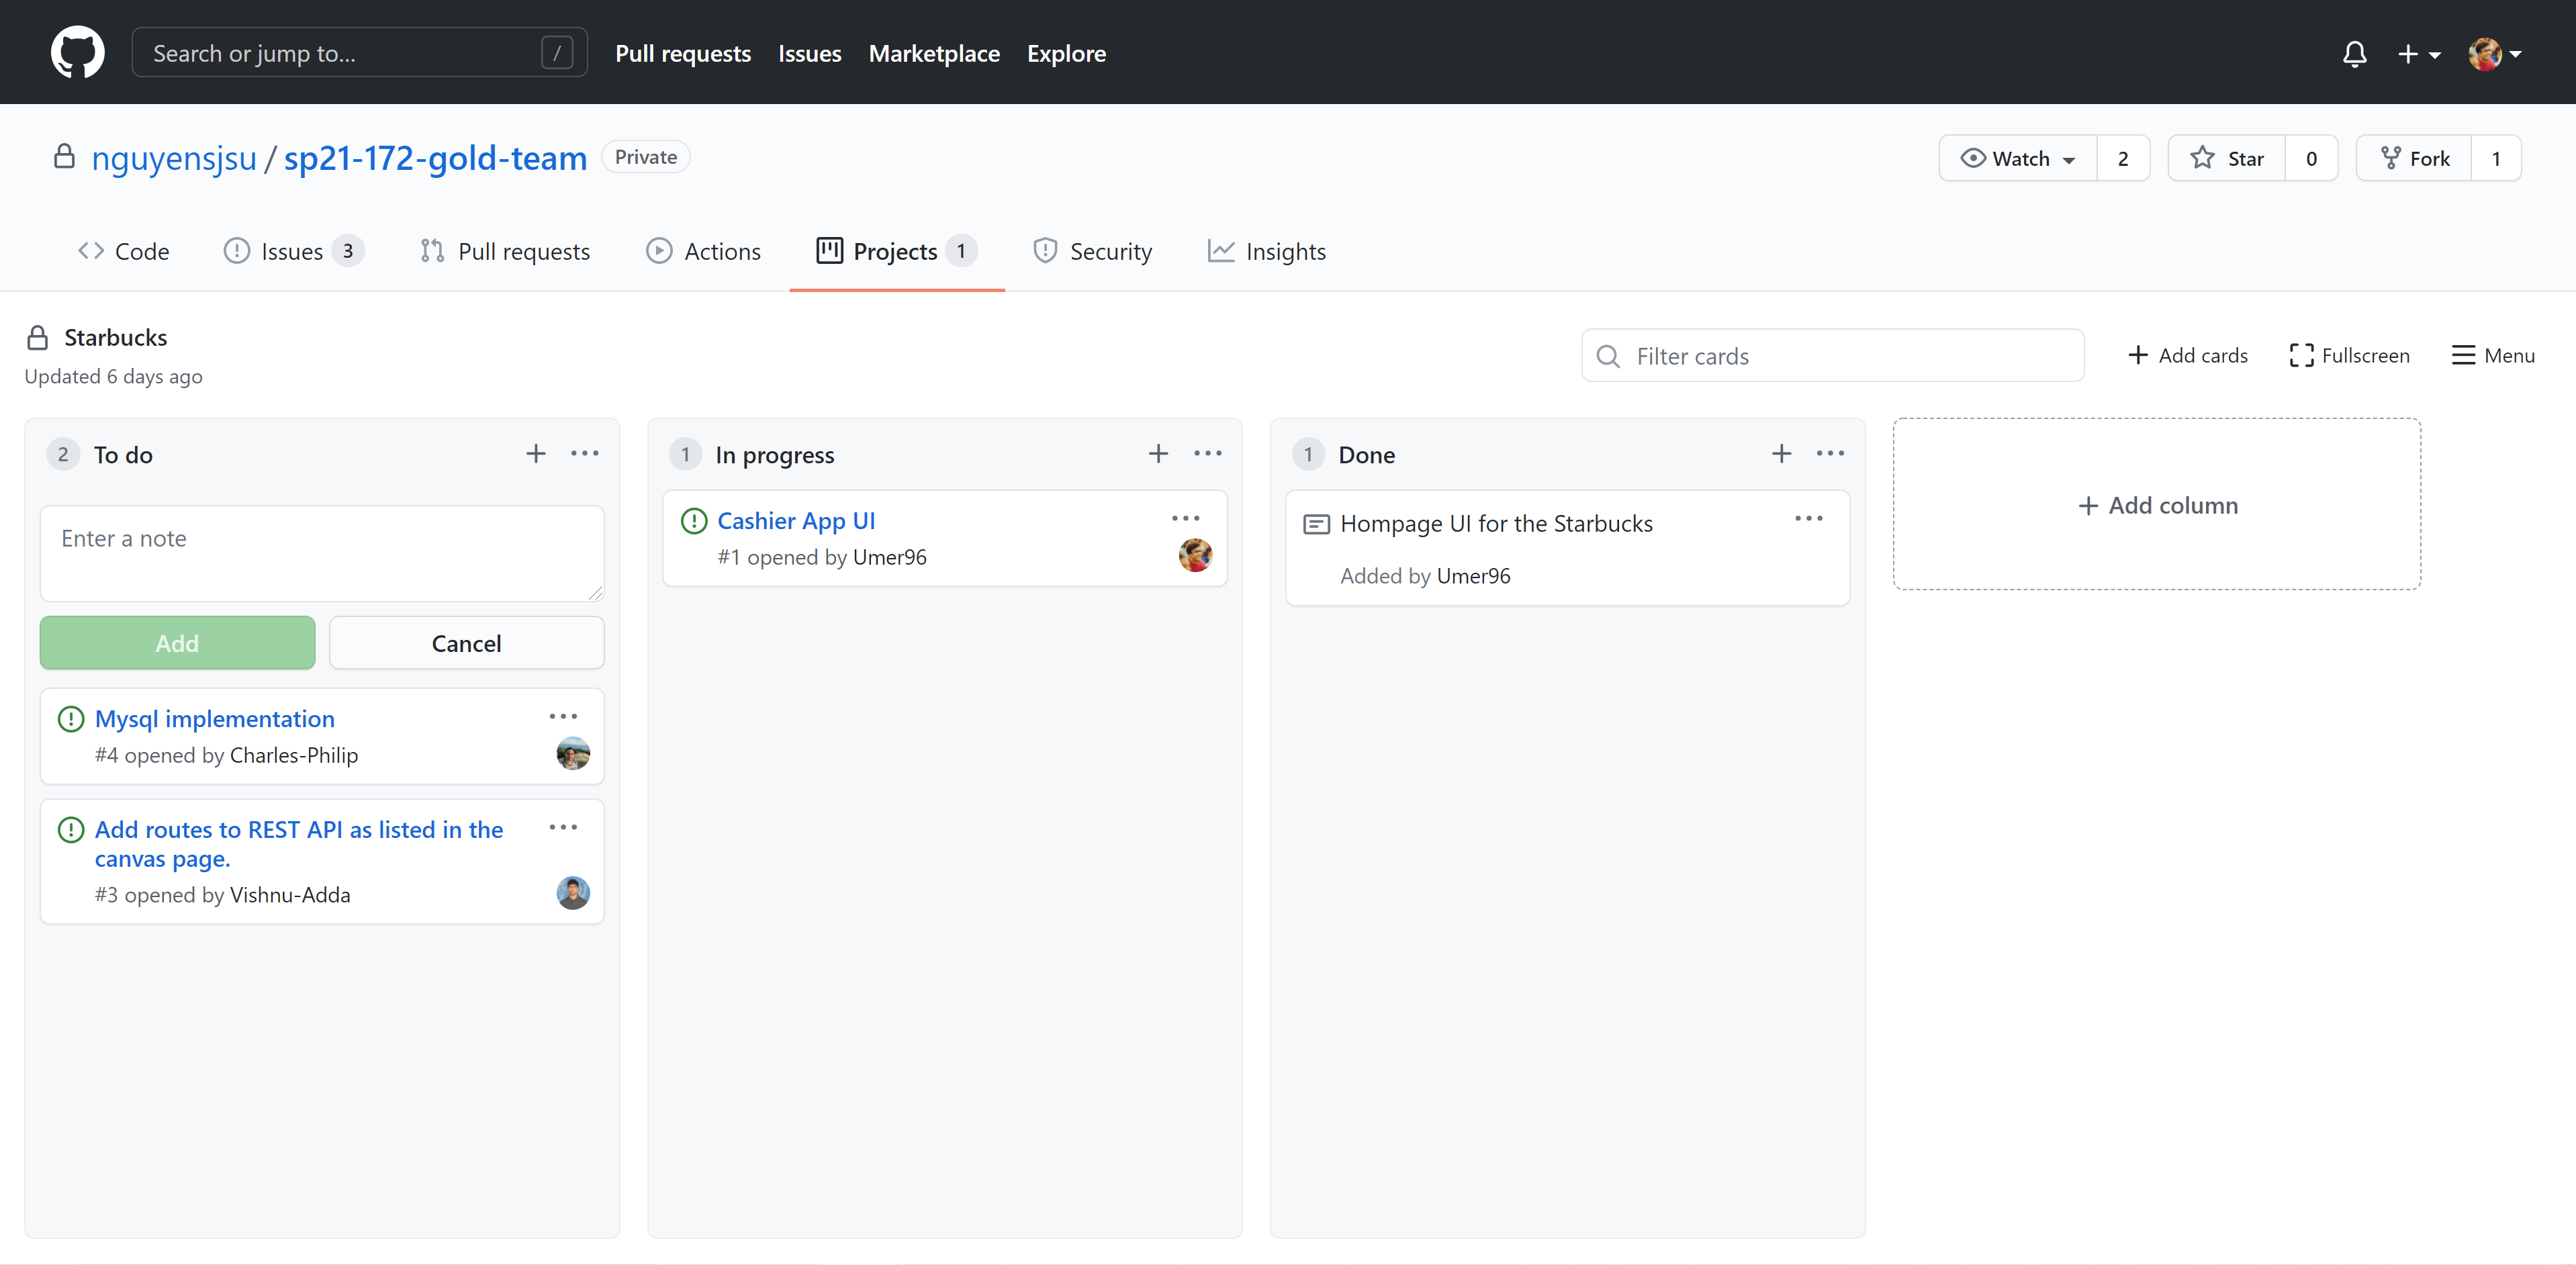 Search or jump to... /
Pull requests Issues Marketplace Explore
nguyensjsu / sp21-172-gold-team Private
Watch 2 Star 0 Fork 1
Code Issues 3 Pull requests Actions Projects 1 Security Insights
Starbucks
Updated 6 days ago
Filter cards
Add cards Fullscreen Menu
2 To do
Enter a note
Add Cancel
Mysql implementation
#4 opened by Charles-Philip
Add routes to REST API as listed in the
canvas page.
#3 opened by Vishnu-Adda
1 In progress
Cashier App UI
#1 opened by Umer96
1 Done
Hompage UI for the Starbucks
Added by Umer96
Add column